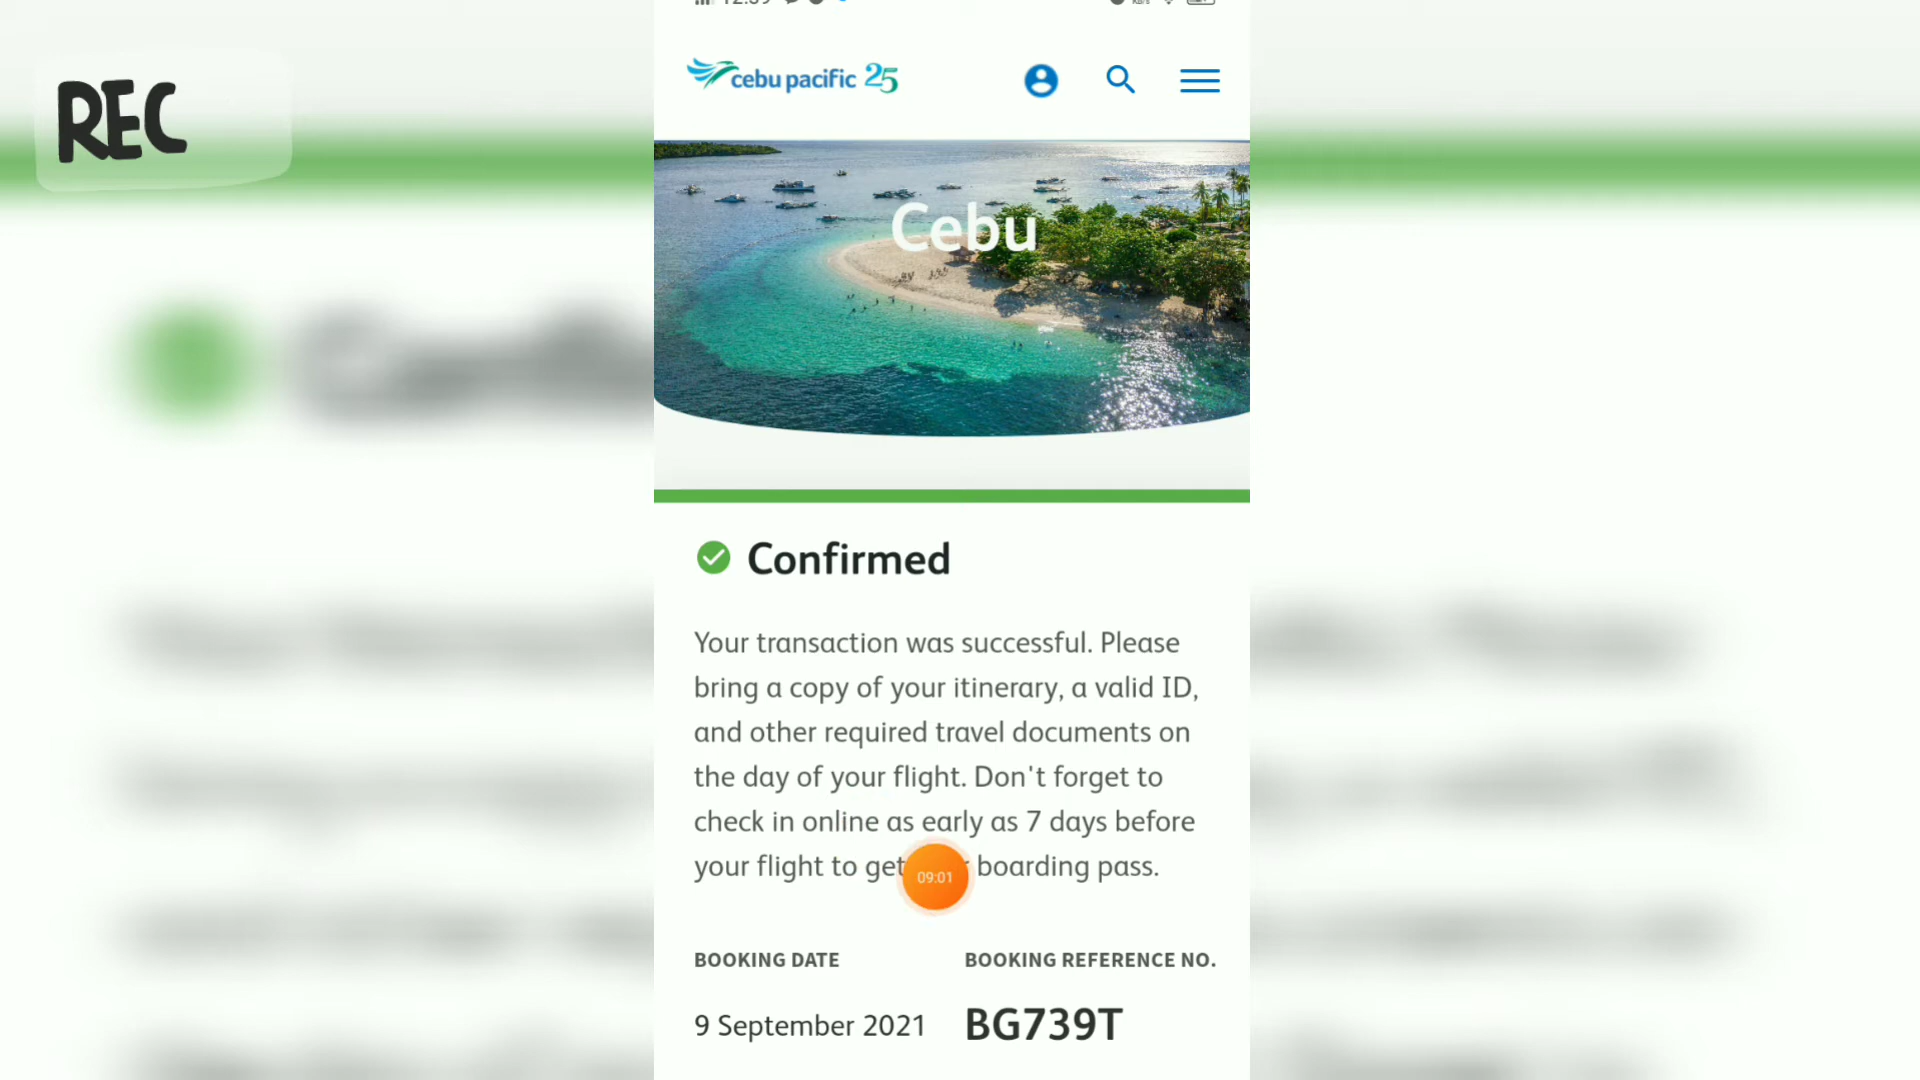 REC
cebu pacific 25
Cebu
Confirmed
Your transaction was successful. Please
bring a copy of your itinerary, a valid ID,
and other required travel documents on
the day of your flight. Don't forget to
check in online as early as 7 days before
your flight to get boarding pass.
09:01
BOOKING DATE
BOOKING REFERENCE NO.
9 September 2021
BG739T